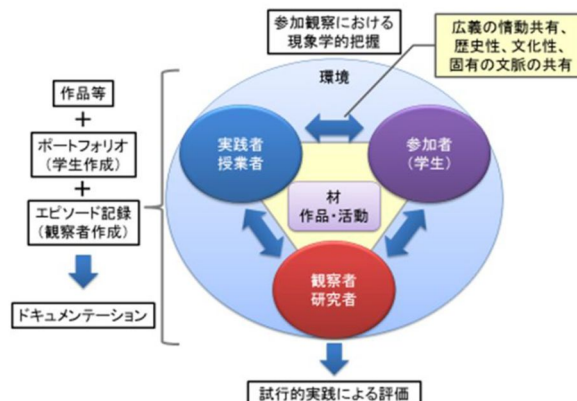 参加観察における
現象学的把握
広義の情動共有、
歴史性、文化性、
固有の文脈の共有
環境
作品等
+
ポートフォリオ
(学生作成)
+
エピソード記録
(観察者作成)
ドキュメンテーション
実践者
授業者
参加者
(学生)
材
作品・活動
観察者
研究者
試行的実践による評価